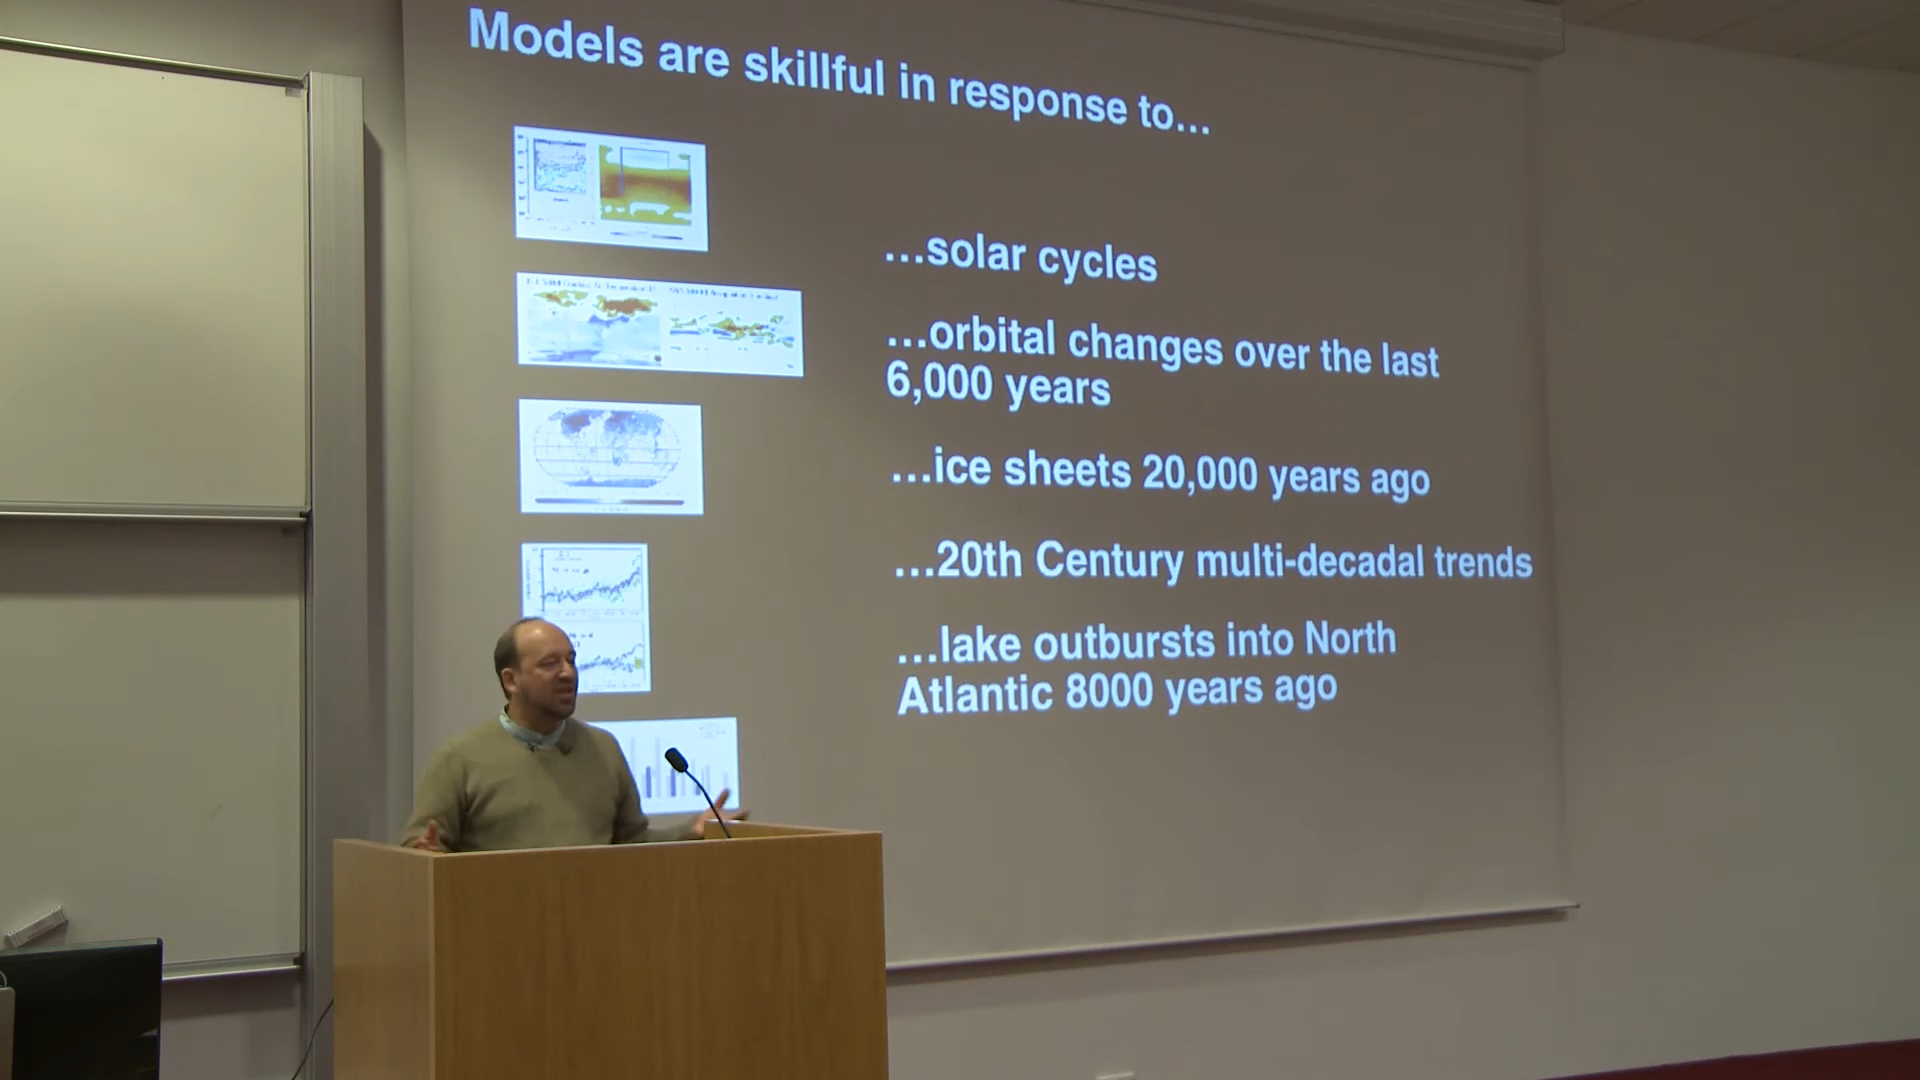 Models are skillful in response to…
…solar cycles
…orbital changes over the last
6,000 years
…ice sheets 20,000 years ago
…20th Century multi-decadal trends
…lake outbursts into North
Atlantic 8000 years ago